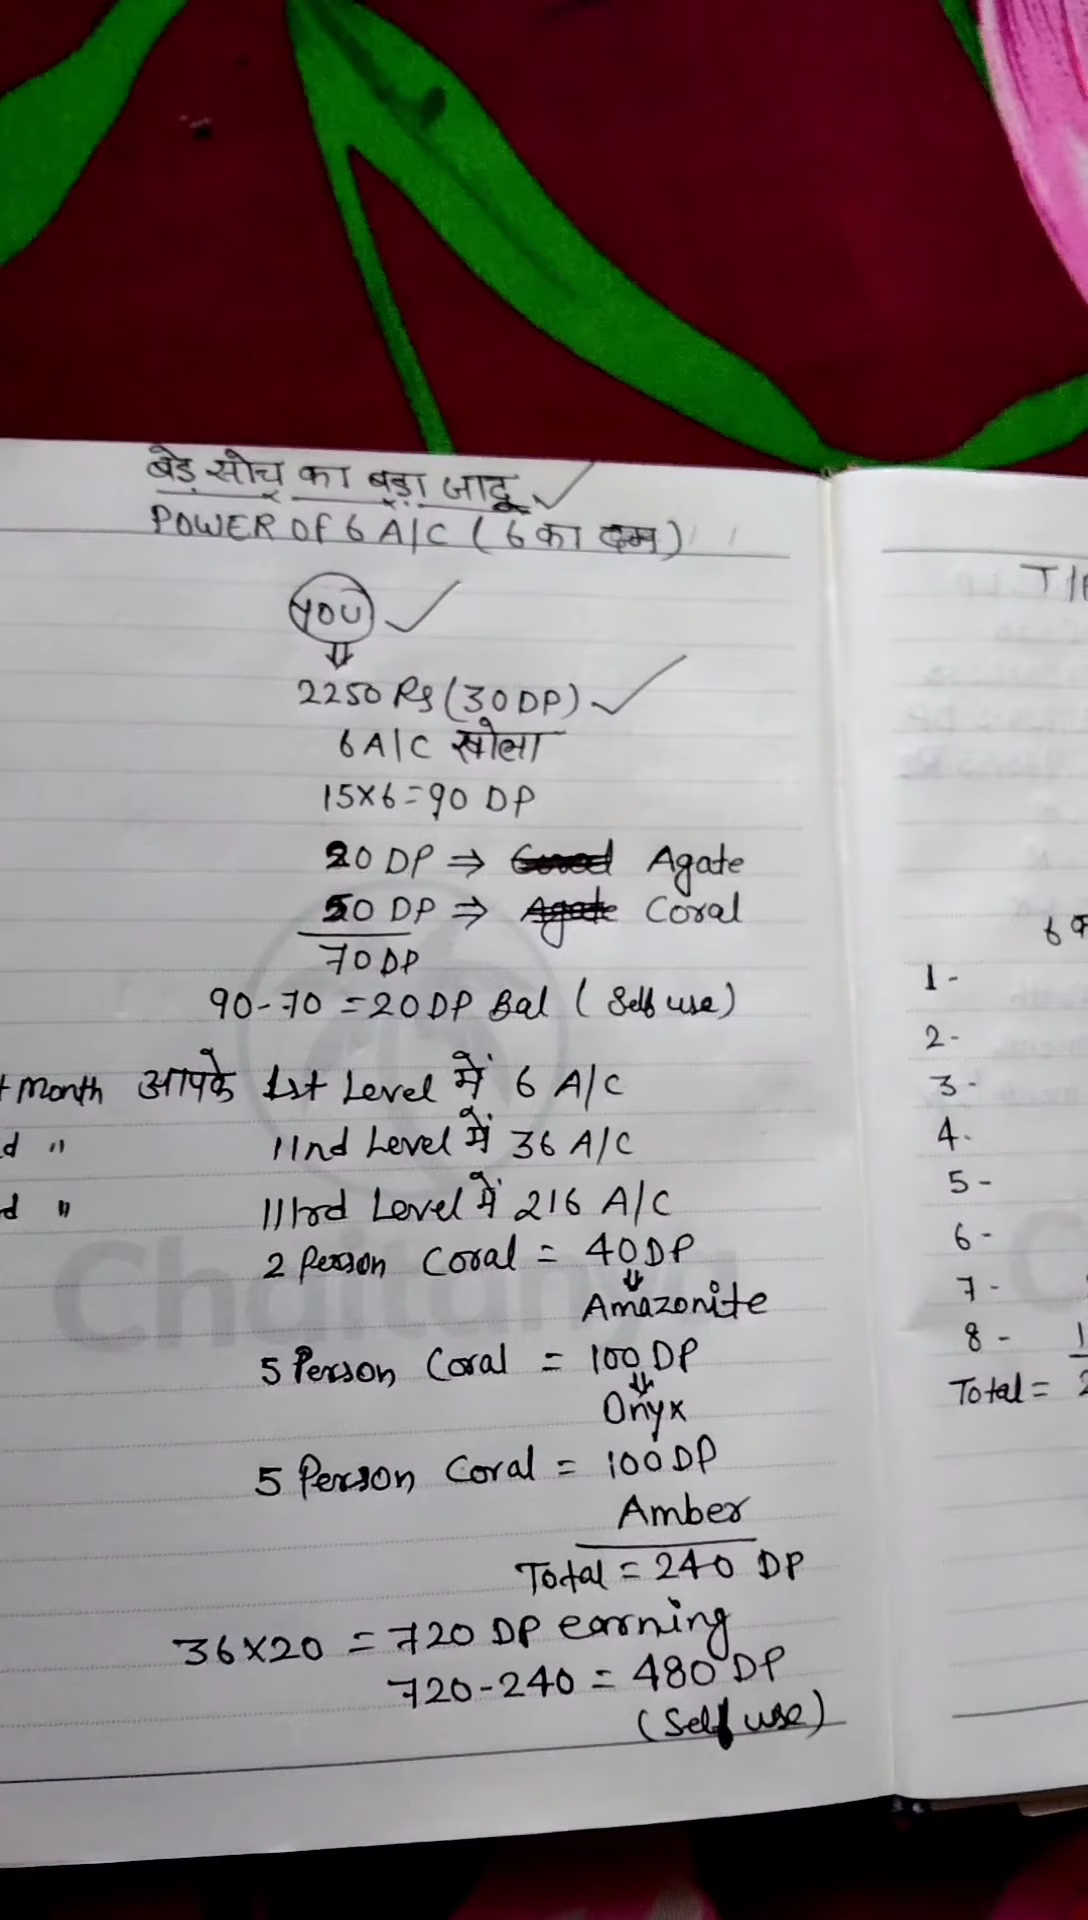 बड़े सोच का बड़ा जादू
POWER OF 6 A/C (6 का दम)
YOU
2250 Rs (30 DP)
6 A/C खोला
15x6=90 DP
20 DP ⇒ Agate
50 DP ⇒ Agate Coral
70 DP
90-70 =20 DP Bal (Self use)
Month आपके 1st Level में 6 A/C
d " IInd Level में 36 A/C
d " IIIrd Level में 216 A/C
2 Person Coral = 40 DP
Amazonite
5 Person Coral = 100 DP
Onyx
5 Person Coral = 100 DP
Amber
Total = 240 DP
36x20 = 720 DP earning
720-240 = 480 DP
(Self use)
Chaitanya
6
1-
2-
3-
4.
5-
6-
7-
8-
Total =